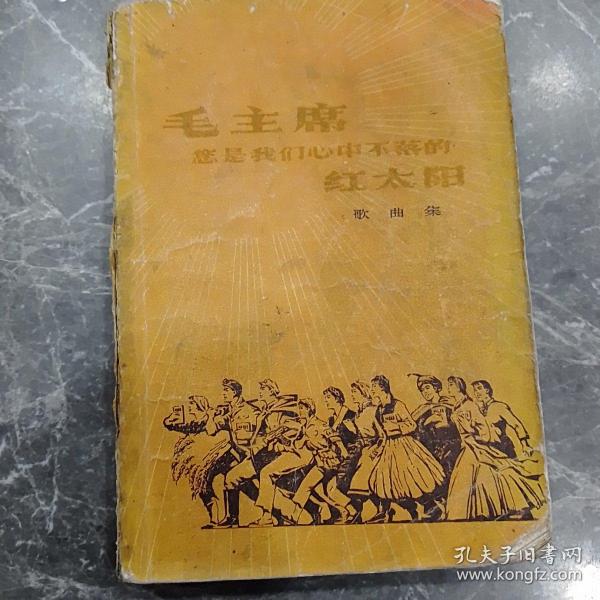 毛主席
您是我们心中不落的
红太阳
歌曲集
孔夫子旧书网
www.kongfz.com